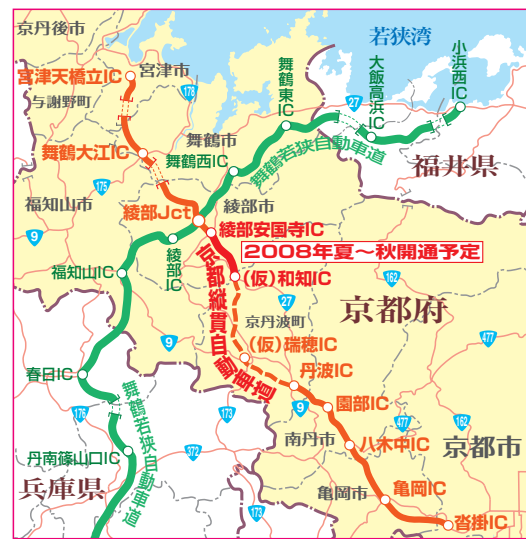 京丹後市
若狭湾
小浜西IC
宮津天橋立IC
宮津市
178
大飯高浜IC
舞鶴東IC
27
与謝野町
舞鶴市
舞鶴大江IC
舞鶴西IC
舞鶴若狭自動車道
福井県
175
福知山市
綾部Jct
綾部市
9
綾部安国寺IC
綾部IC
2008年夏〜秋開通予定
福知山IC
(仮)和知IC
162
27
京都府
京都縦貫自動車道
京丹波町
9
477
(仮)瑞穂IC
丹波IC
春日IC
9
舞鶴若狭自動車道
園部IC
176
173
477
162
南丹市
八木中IC
京都市
丹南篠山口IC
372
兵庫県
亀岡市
亀岡IC
173
沓掛IC